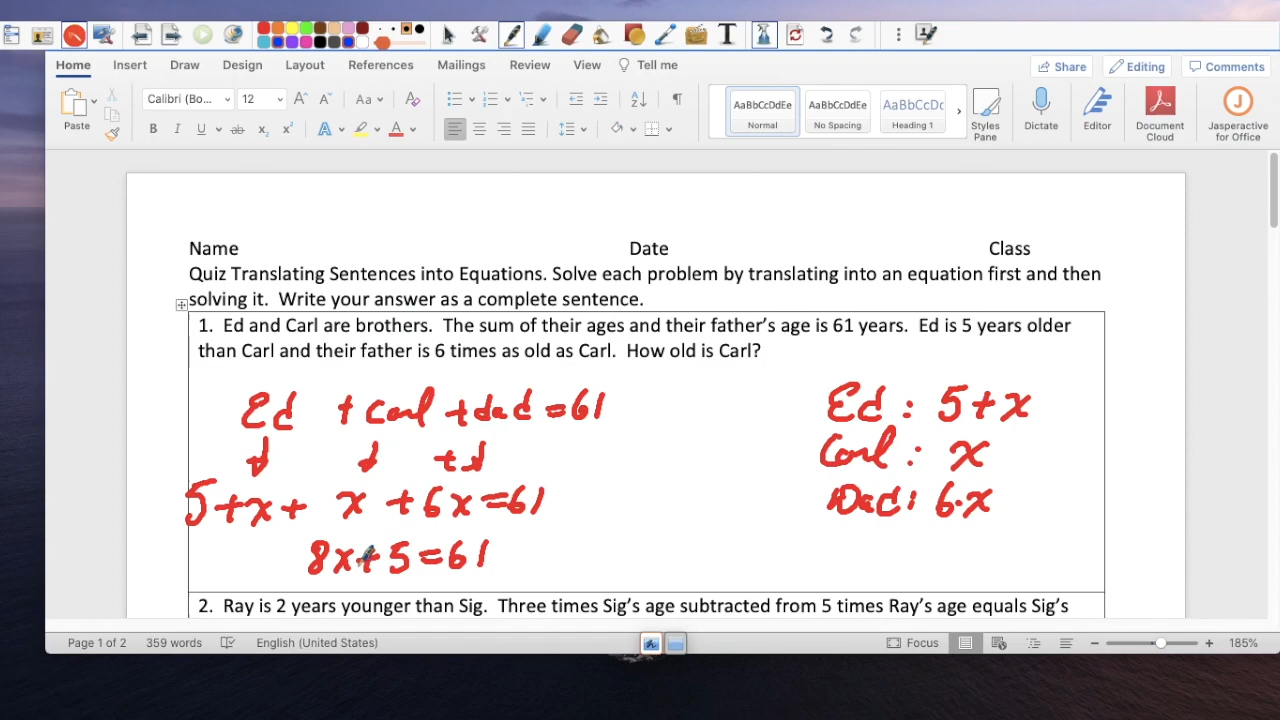 Home Insert Draw Design Layout References Mailings Review View Tell me Share Editing Comments
Paste Calibri (Bo... 12 AaBbCcDdEe AaBbCcDdEe AaBbCcDc
Normal No Spacing Heading 1 Styles Pane Dictate Editor Document Cloud Jasperactive for Office
Name Date Class
Quiz Translating Sentences into Equations. Solve each problem by translating into an equation first and then
solving it. Write your answer as a complete sentence.
1. Ed and Carl are brothers. The sum of their ages and their father's age is 61 years. Ed is 5 years older
than Carl and their father is 6 times as old as Carl. How old is Carl?
Ed + Carl + dad = 61
Ed : 5 + x
Carl : x
+
5 + x + x + 6x = 61
Dad : 6 · x
8x + 5 = 61
2. Ray is 2 years younger than Sig. Three times Sig's age subtracted from 5 times Ray's age equals Sig's
Page 1 of 2 359 words English (United States) Focus 185%